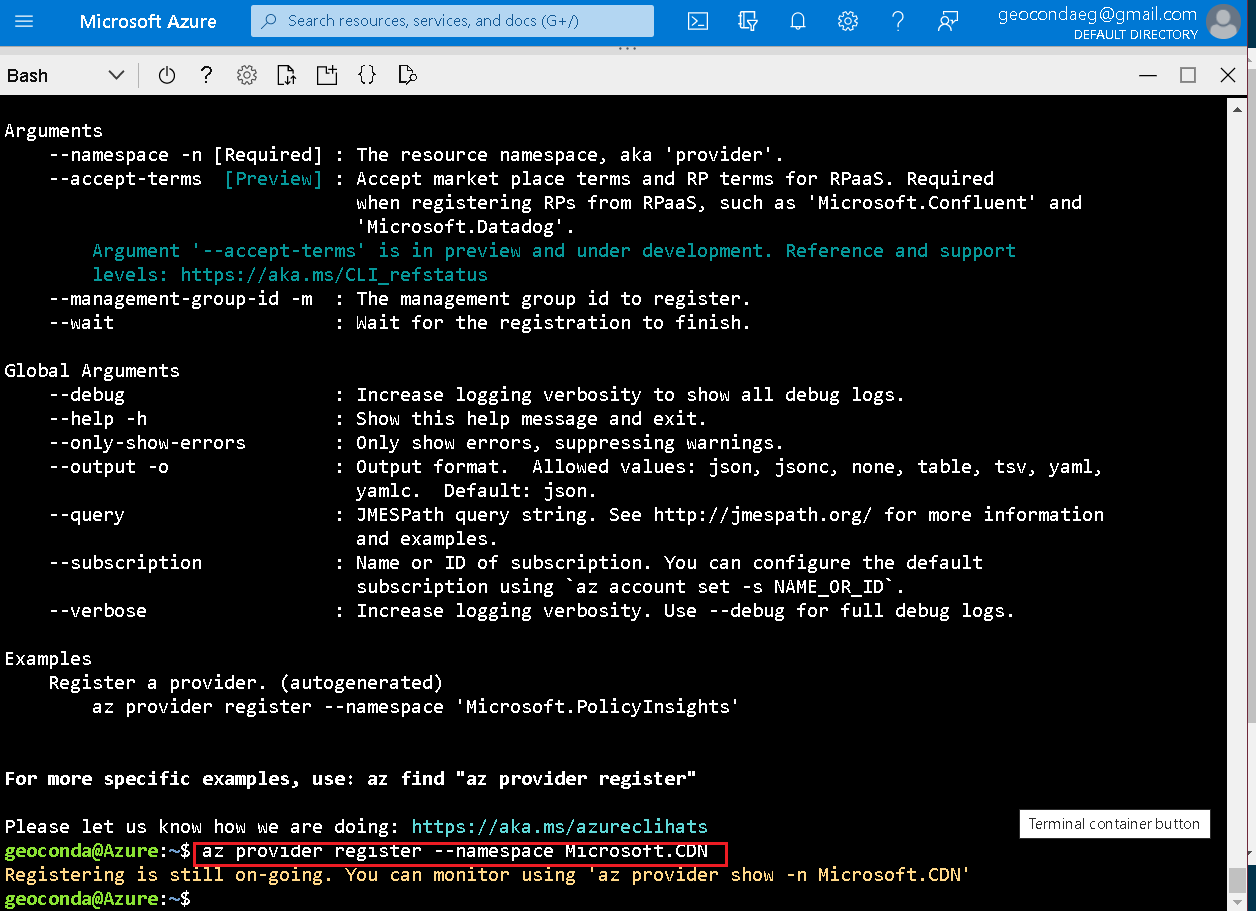 Microsoft Azure
Search resources, services, and docs (G+/)
geocondaeg@gmail.com
DEFAULT DIRECTORY
Bash
Arguments
--namespace -n [Required] : The resource namespace, aka 'provider'.
--accept-terms [Preview] : Accept market place terms and RP terms for RPaaS. Required
when registering RPs from RPaaS, such as 'Microsoft.Confluent' and
'Microsoft.Datadog'.
Argument '--accept-terms' is in preview and under development. Reference and support
levels: https://aka.ms/CLI_refstatus
--management-group-id -m : The management group id to register.
--wait : Wait for the registration to finish.
Global Arguments
--debug : Increase logging verbosity to show all debug logs.
--help -h : Show this help message and exit.
--only-show-errors : Only show errors, suppressing warnings.
--output -o : Output format. Allowed values: json, jsonc, none, table, tsv, yaml,
yamlc. Default: json.
--query : JMESPath query string. See http://jmespath.org/ for more information
and examples.
--subscription : Name or ID of subscription. You can configure the default
subscription using `az account set -s NAME_OR_ID`.
--verbose : Increase logging verbosity. Use --debug for full debug logs.
Examples
Register a provider. (autogenerated)
az provider register --namespace 'Microsoft.PolicyInsights'
For more specific examples, use: az find "az provider register"
Please let us know how we are doing: https://aka.ms/azureclihats
Terminal container button
geoconda@Azure:~$ az provider register --namespace Microsoft.CDN
Registering is still on-going. You can monitor using 'az provider show -n Microsoft.CDN'
geoconda@Azure:~$